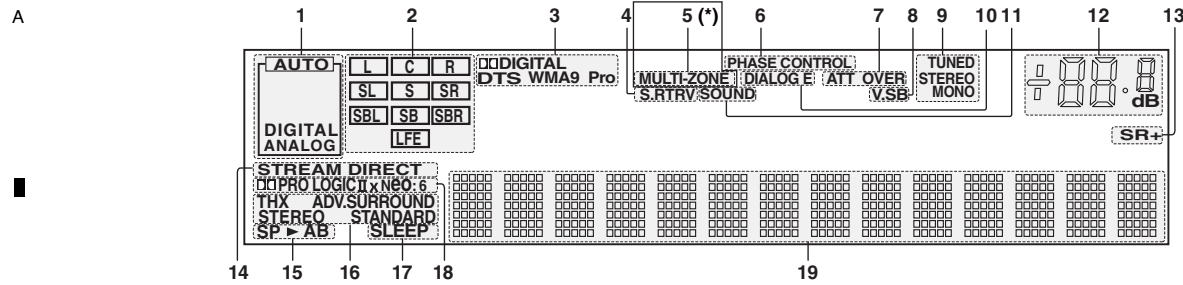 A
1 2 3 4 5 (*) 6 7 8 9 10 11 12 13
AUTO
DIGITAL
ANALOG
L C R
SL S SR
SBL SB SBR
LFE
DIGITAL
DTS WMA9 Pro
MULTI-ZONE
S.RTRV SOUND
PHASE CONTROL
DIALOG E
ATT OVER
V.SB
TUNED
STEREO
MONO
dB
SR+
STREAM DIRECT
PRO LOGIC II x Neo:6
THX ADV.SURROUND
STEREO STANDARD
SP ► AB SLEEP
14 15 16 17 18 19